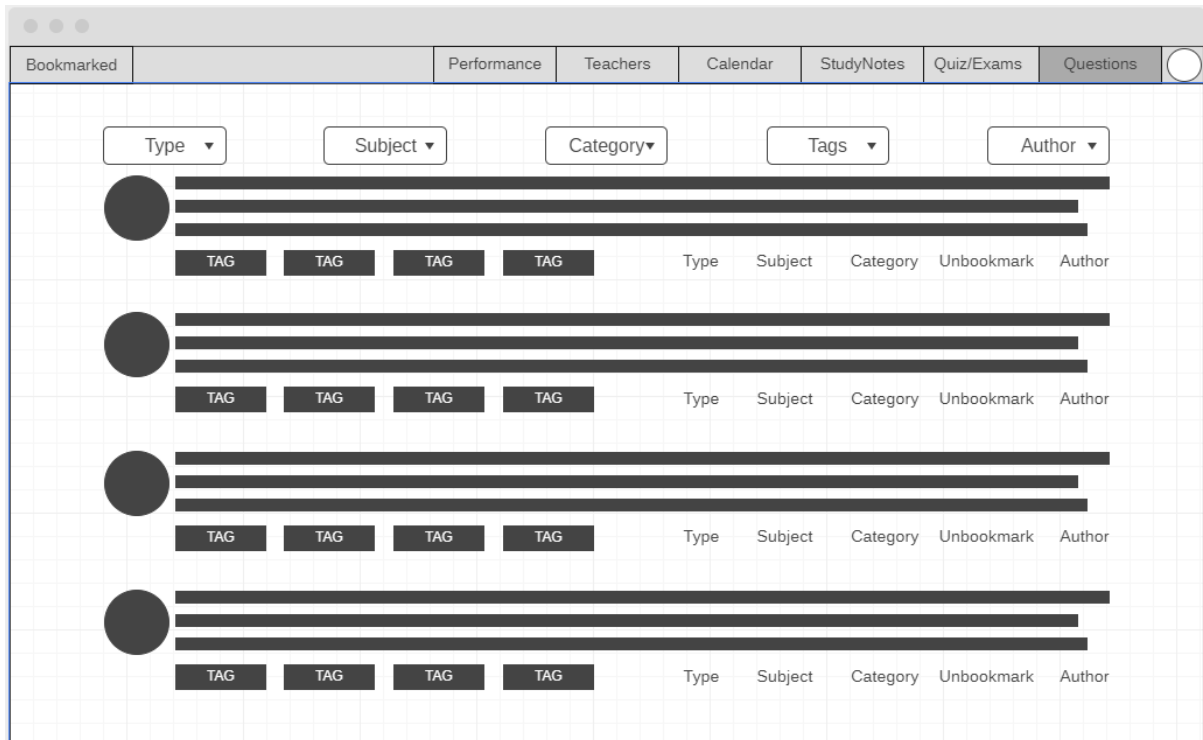 Bookmarked Performance Teachers Calendar StudyNotes Quiz/Exams Questions
Type Subject Category Tags Author
TAG TAG TAG TAG Type Subject Category Unbookmark Author
TAG TAG TAG TAG Type Subject Category Unbookmark Author
TAG TAG TAG TAG Type Subject Category Unbookmark Author
TAG TAG TAG TAG Type Subject Category Unbookmark Author